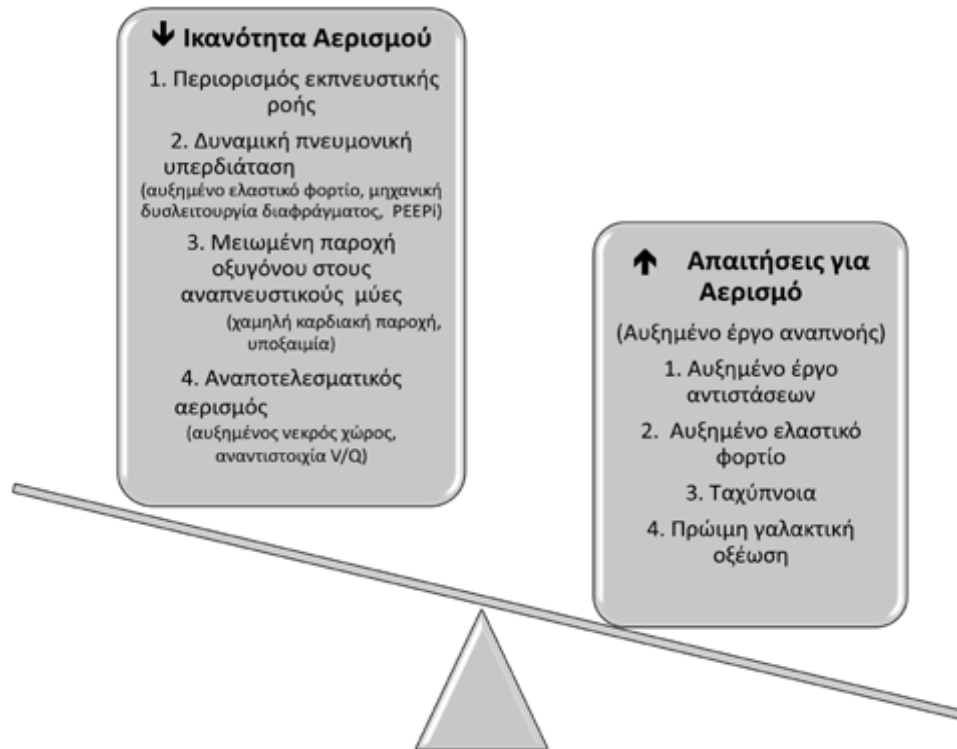 🡻 Ικανότητα Αερισμού
1. Περιορισμός εκπνευστικής
ροής
2. Δυναμική πνευμονική
υπερδιάταση
(αυξημένο ελαστικό φορτίο, μηχανική
δυσλειτουργία διαφράγματος, PEEPi)
3. Μειωμένη παροχή
οξυγόνου στους
αναπνευστικούς μύες
(χαμηλή καρδιακή παροχή,
υποξαιμία)
4. Αναποτελεσματικός
αερισμός
(αυξημένος νεκρός χώρος,
αναντιστοιχία V/Q)
🡹 Απαιτήσεις για
Αερισμό
(Αυξημένο έργο αναπνοής)
1. Αυξημένο έργο
αντιστάσεων
2. Αυξημένο ελαστικό
φορτίο
3. Ταχύπνοια
4. Πρώιμη γαλακτική
οξέωση